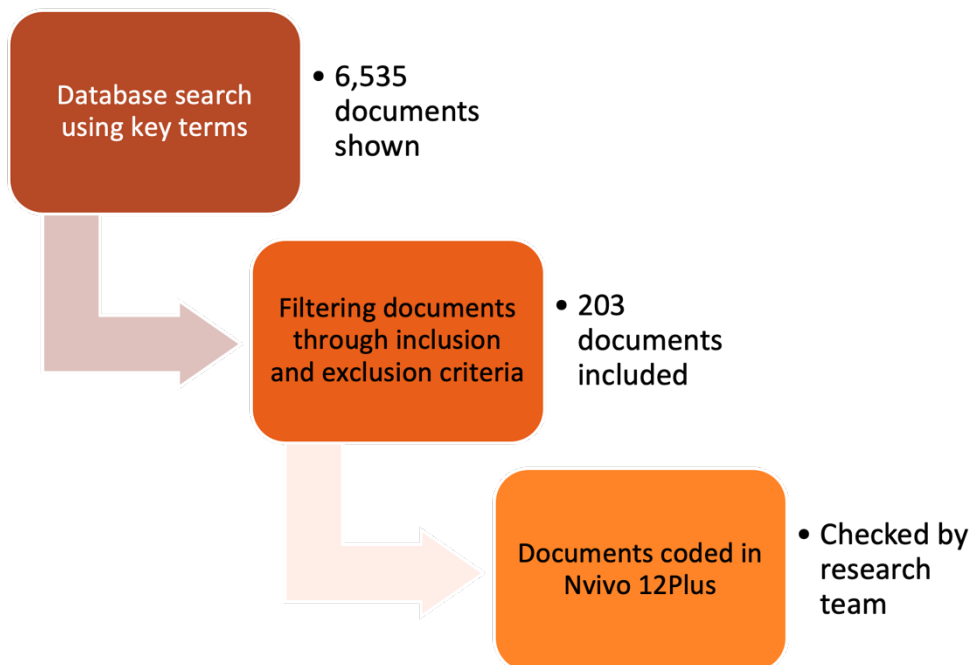 Database search
using key terms
• 6,535
documents
shown
Filtering documents
through inclusion
and exclusion criteria
• 203
documents
included
Documents coded in
Nvivo 12Plus
• Checked by
research
team